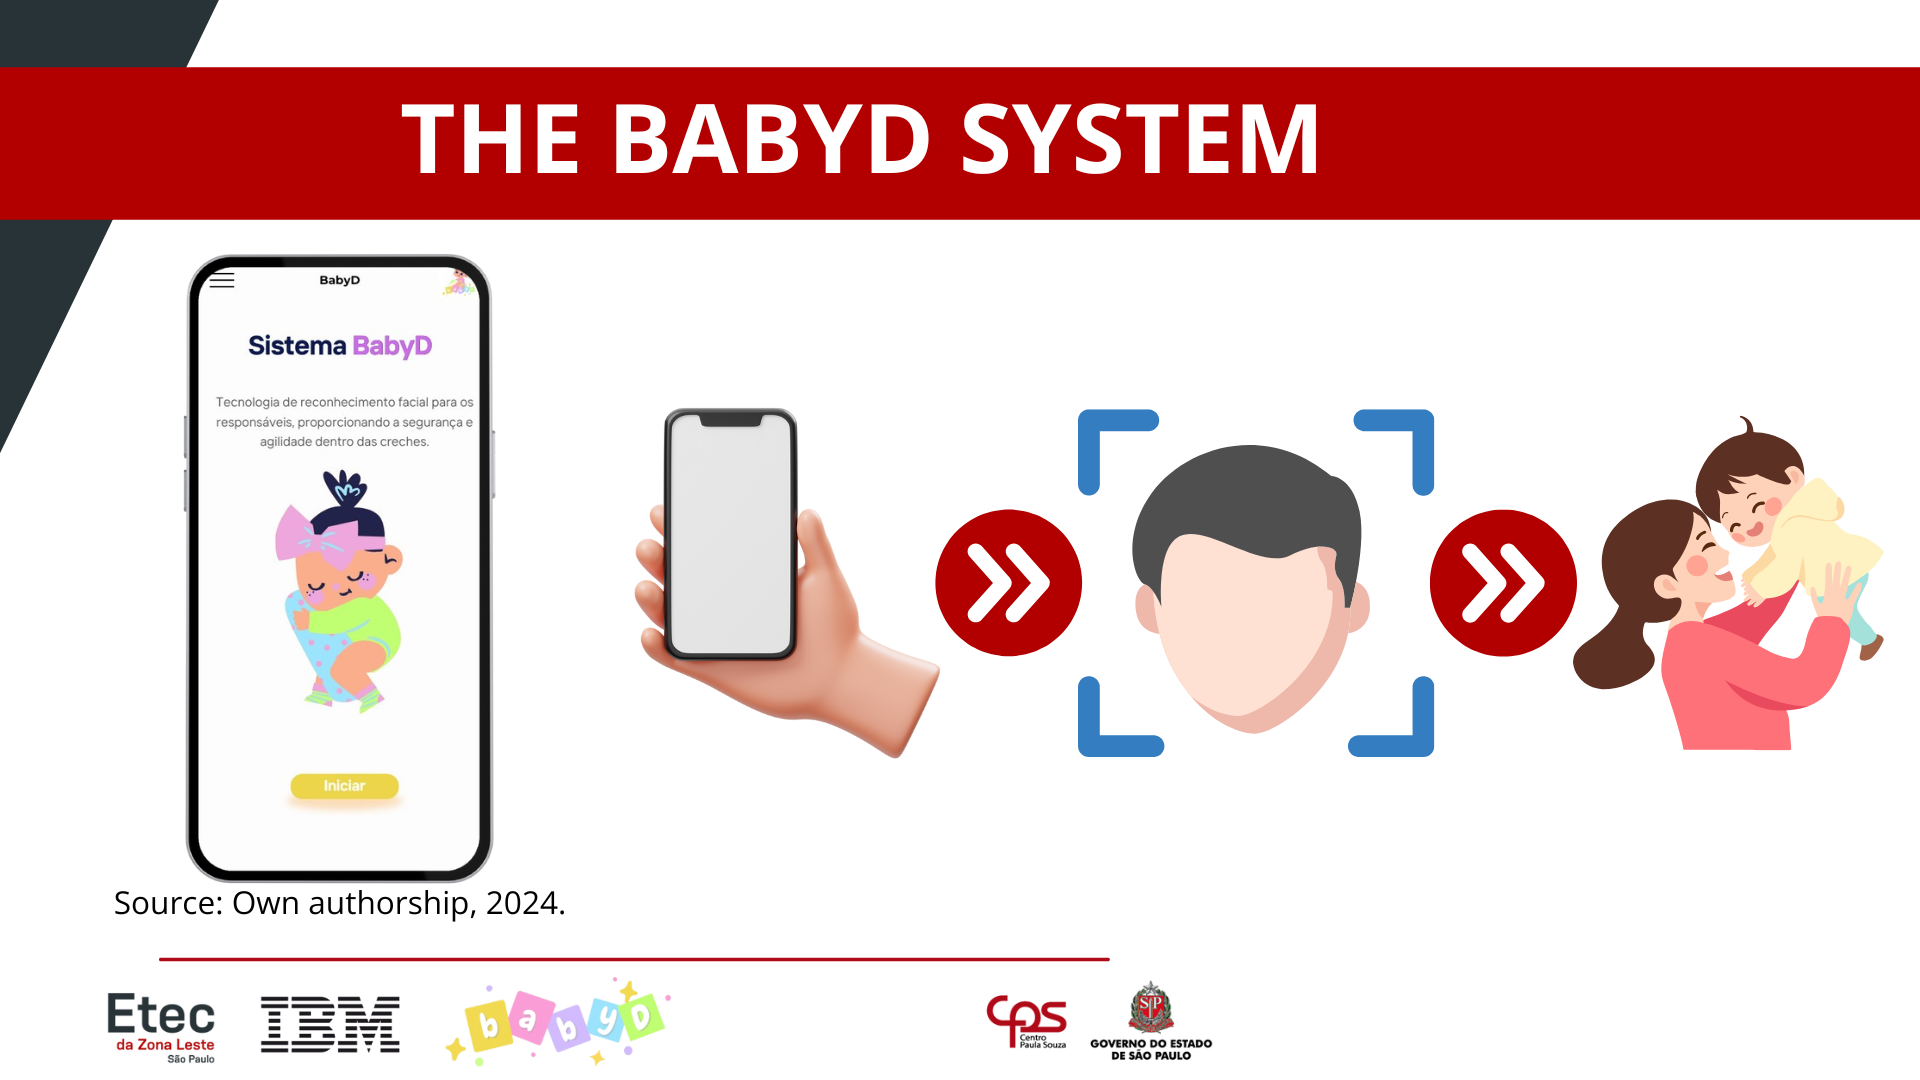 THE BABYD SYSTEM
BabyD
Sistema BabyD
Tecnologia de reconhecimento facial para os
responsáveis, proporcionando a segurança e
agilidade dentro das creches.
Iniciar
Source: Own authorship, 2024.
Etec
da Zona Leste
São Paulo
IBM
babyD
CPS
Centro
Paula Souza
SP
GOVERNO DO ESTADO
DE SÃO PAULO